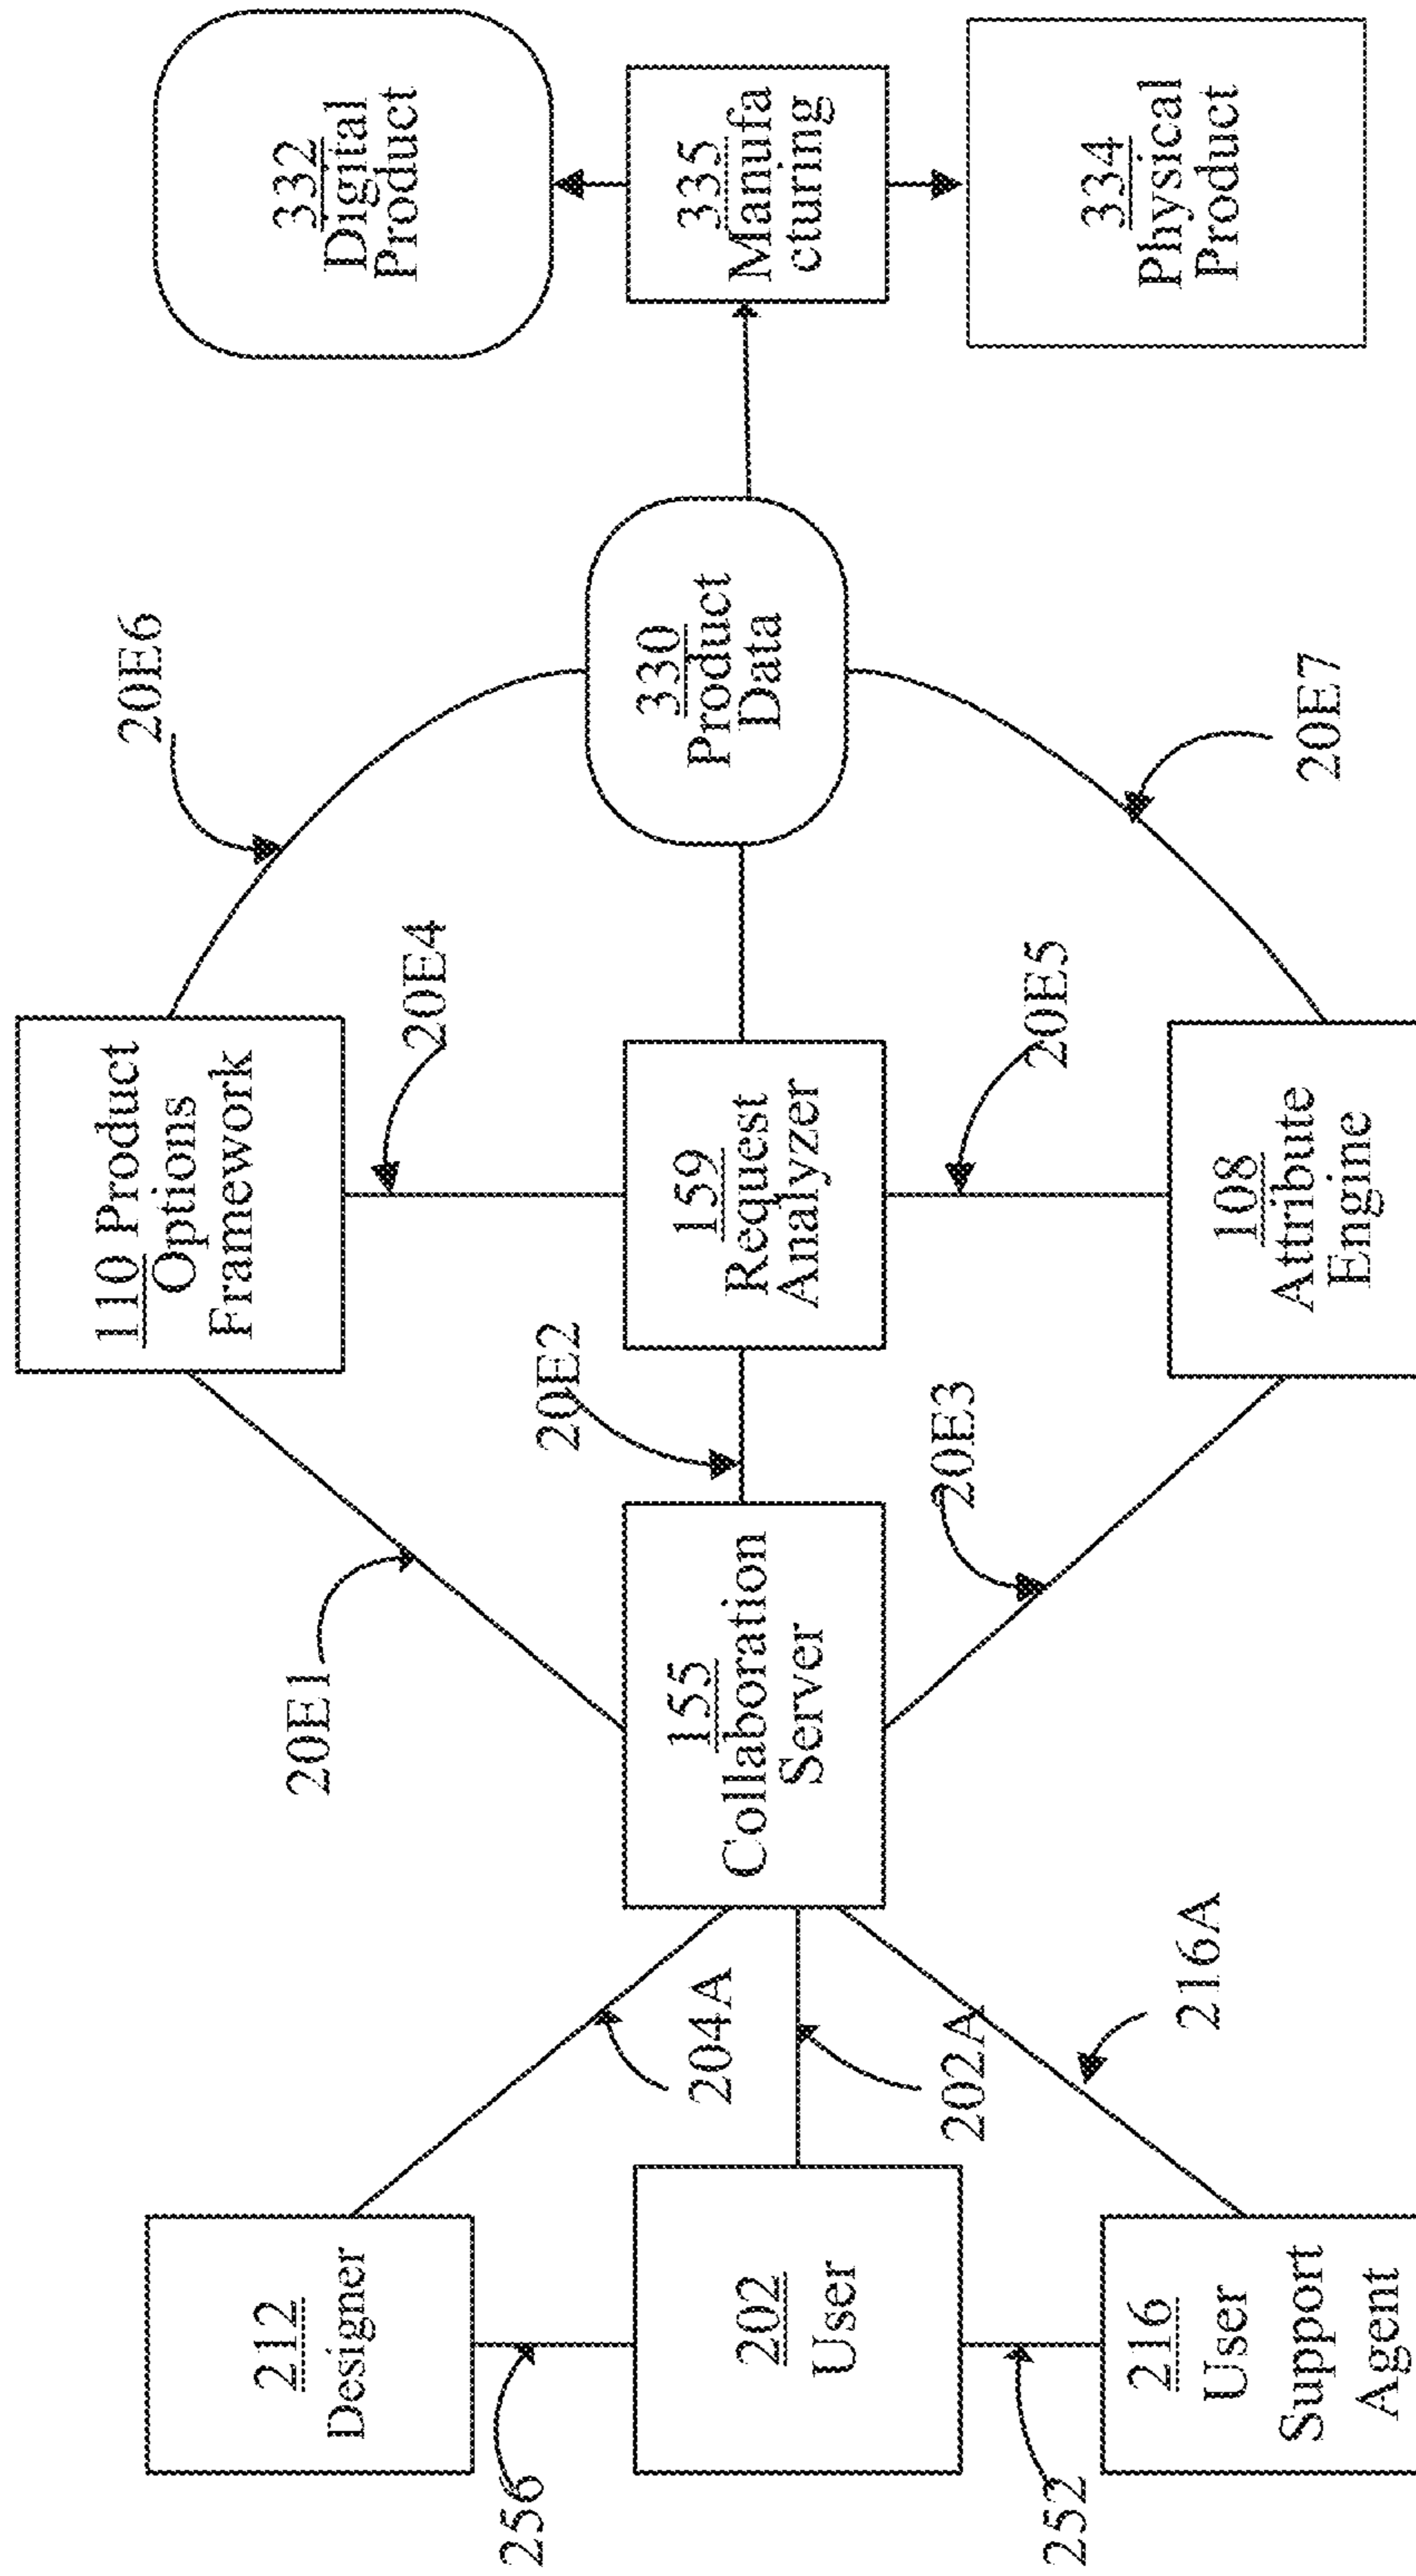 110 Product
Options
Framework
20E6
212
Designer
332
Digital
Product
20E1
20E4
256
20E2
202
User
204A
155
Collaboration
Server
159
Request
Analyzer
330
Product
Data
335
Manufa
cturing
202A
20E3
20E5
252
216
User
Support
Agent
216A
108
Attribute
Engine
20E7
334
Physical
Product